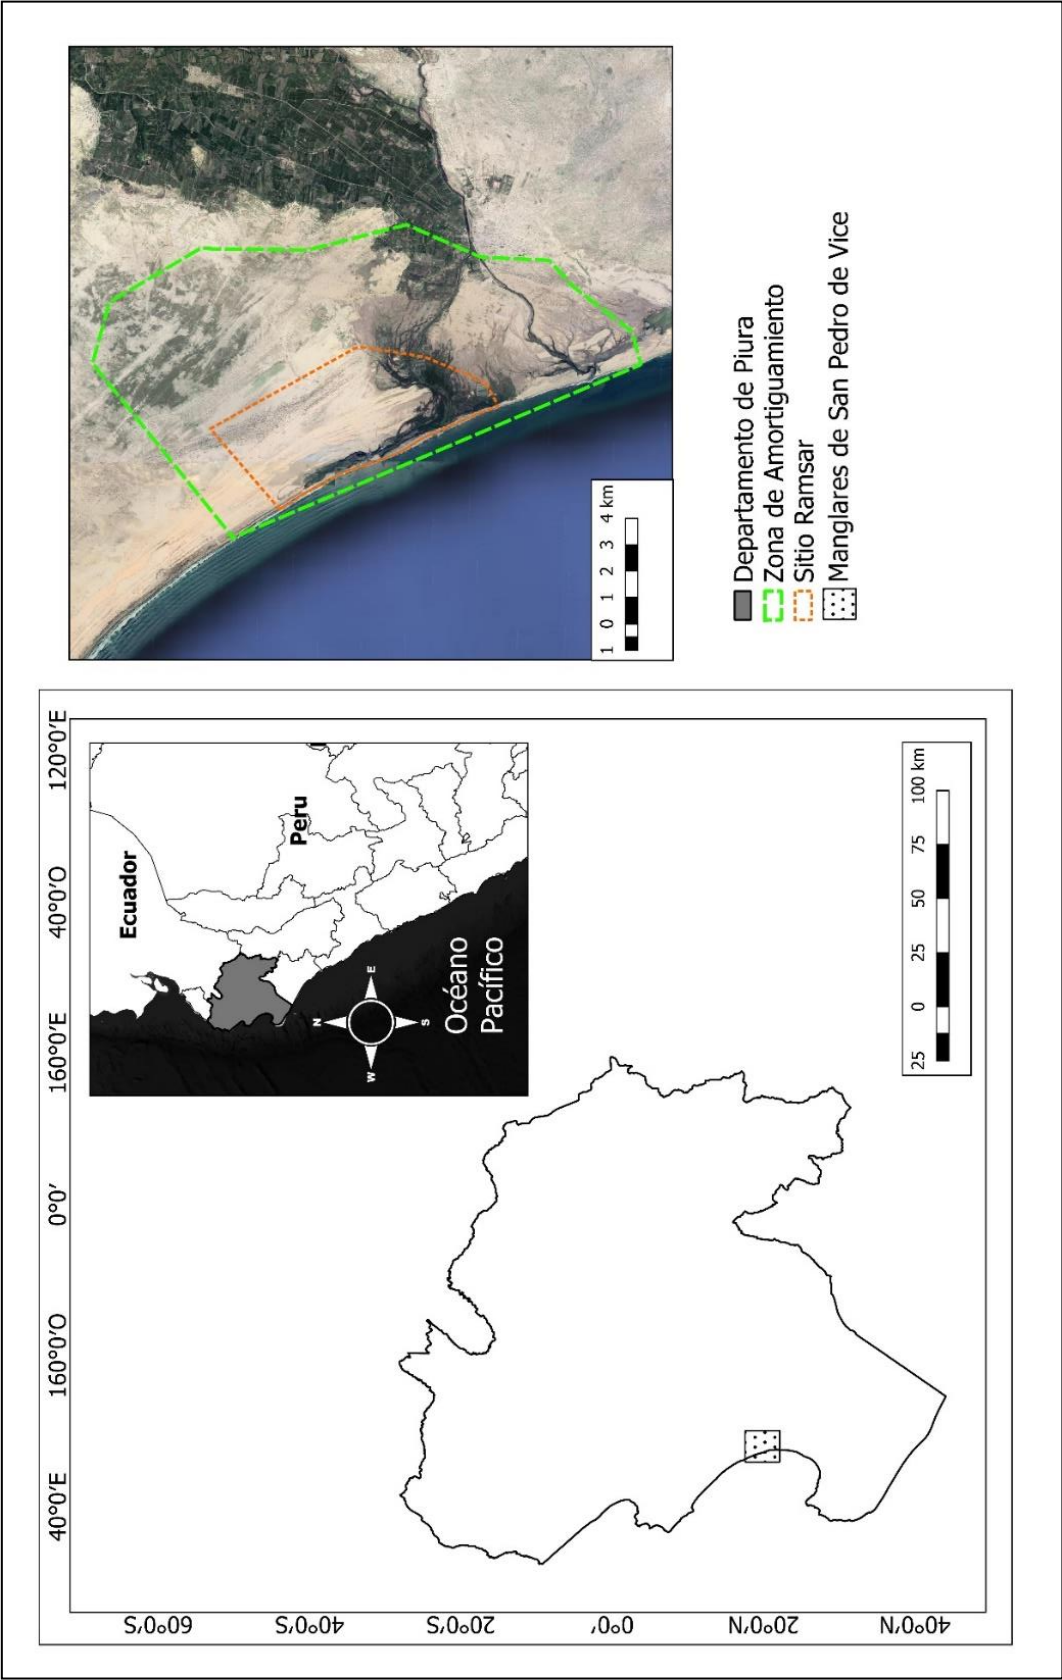 40°0'E
160°0'O
0°0'
160°0'E
40°0'O
120°0'E
60°0'S
40°0'S
20°0'S
0°0'
20°0'N
40°0'N
Ecuador
Peru
N
W
E
S
Océano
Pacífico
25 0 25 50 75 100 km
1 0 1 2 3 4 km
Departamento de Piura
Zona de Amortiguamiento
Sitio Ramsar
Manglares de San Pedro de Vice